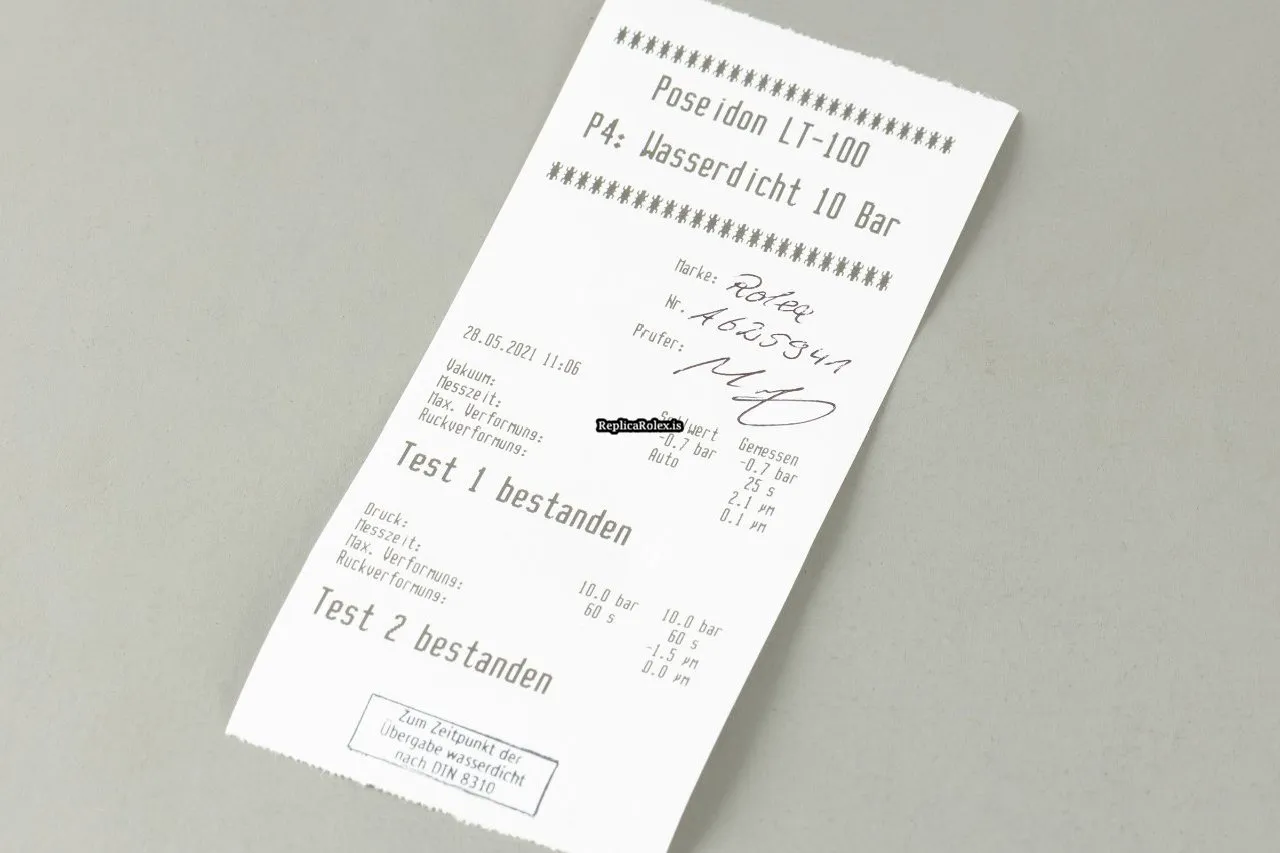 ************************
Poseidon LT-100
P4: Wasserdicht 10 Bar
************************
Marke: Rolex
Nr. A625941
Prufer:
28.05.2021 11:06
ReplicaRolex.is
Gemessen
Vakuum: -0.7 bar -0.7 bar
Messzeit: Auto 25 s
Max. Verformung: 2.1 µm
Ruckverformung: 0.1 µm
Test 1 bestanden
Druck: 10.0 bar 10.0 bar
Messzeit: 60 s 60 s
Max. Verformung: -1.5 µm
Ruckverformung: 0.0 µm
Test 2 bestanden
Zum Zeitpunkt der
Übergabe wasserdicht
nach DIN 8310